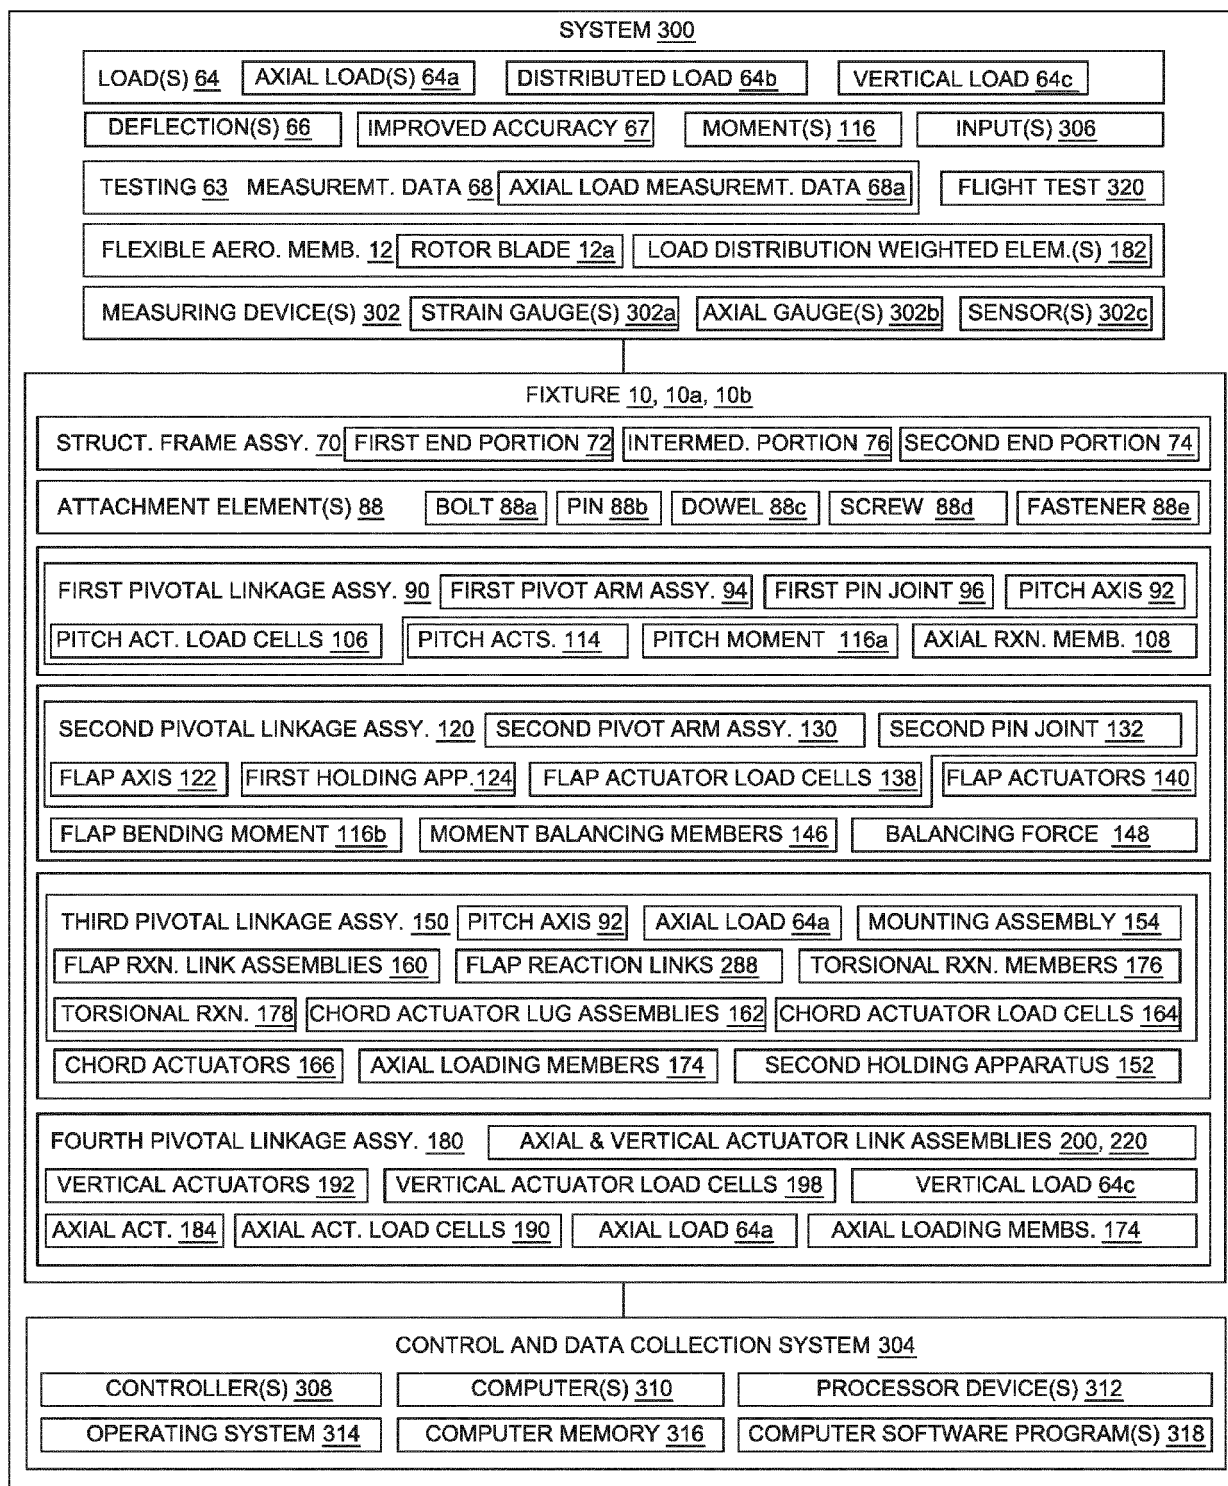 SYSTEM 300
LOAD(S) 64 AXIAL LOAD(S) 64a DISTRIBUTED LOAD 64b VERTICAL LOAD 64c
DEFLECTION(S) 66 IMPROVED ACCURACY 67 MOMENT(S) 116 INPUT(S) 306
TESTING 63 MEASUREMT. DATA 68 AXIAL LOAD MEASUREMT. DATA 68a FLIGHT TEST 320
FLEXIBLE AERO. MEMB. 12 ROTOR BLADE 12a LOAD DISTRIBUTION WEIGHTED ELEM.(S) 182
MEASURING DEVICE(S) 302 STRAIN GAUGE(S) 302a AXIAL GAUGE(S) 302b SENSOR(S) 302c
FIXTURE 10, 10a, 10b
STRUCT. FRAME ASSY. 70 FIRST END PORTION 72 INTERMED. PORTION 76 SECOND END PORTION 74
ATTACHMENT ELEMENT(S) 88 BOLT 88a PIN 88b DOWEL 88c SCREW 88d FASTENER 88e
FIRST PIVOTAL LINKAGE ASSY. 90 FIRST PIVOT ARM ASSY. 94 FIRST PIN JOINT 96 PITCH AXIS 92
PITCH ACT. LOAD CELLS 106 PITCH ACTS. 114 PITCH MOMENT 116a AXIAL RXN. MEMB. 108
SECOND PIVOTAL LINKAGE ASSY. 120 SECOND PIVOT ARM ASSY. 130 SECOND PIN JOINT 132
FLAP AXIS 122 FIRST HOLDING APP. 124 FLAP ACTUATOR LOAD CELLS 138 FLAP ACTUATORS 140
FLAP BENDING MOMENT 116b MOMENT BALANCING MEMBERS 146 BALANCING FORCE 148
THIRD PIVOTAL LINKAGE ASSY. 150 PITCH AXIS 92 AXIAL LOAD 64a MOUNTING ASSEMBLY 154
FLAP RXN. LINK ASSEMBLIES 160 FLAP REACTION LINKS 288 TORSIONAL RXN. MEMBERS 176
TORSIONAL RXN. 178 CHORD ACTUATOR LUG ASSEMBLIES 162 CHORD ACTUATOR LOAD CELLS 164
CHORD ACTUATORS 166 AXIAL LOADING MEMBERS 174 SECOND HOLDING APPARATUS 152
FOURTH PIVOTAL LINKAGE ASSY. 180 AXIAL & VERTICAL ACTUATOR LINK ASSEMBLIES 200, 220
VERTICAL ACTUATORS 192 VERTICAL ACTUATOR LOAD CELLS 198 VERTICAL LOAD 64c
AXIAL ACT. 184 AXIAL ACT. LOAD CELLS 190 AXIAL LOAD 64a AXIAL LOADING MEMBS. 174
CONTROL AND DATA COLLECTION SYSTEM 304
CONTROLLER(S) 308 COMPUTER(S) 310 PROCESSOR DEVICE(S) 312
OPERATING SYSTEM 314 COMPUTER MEMORY 316 COMPUTER SOFTWARE PROGRAM(S) 318